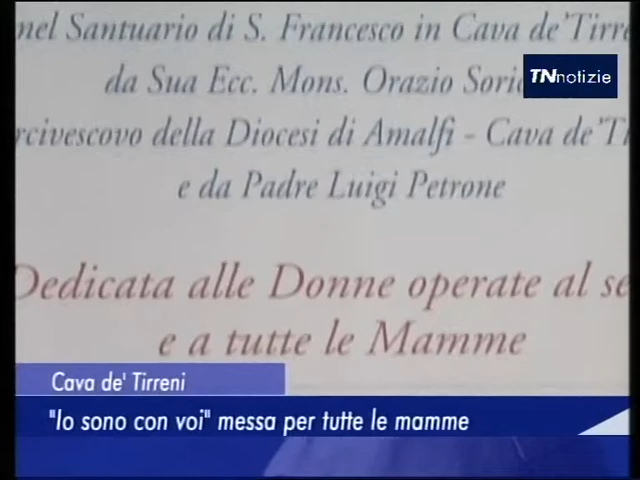 nel Santuario di S. Francesco in Cava de'Tirre
da Sua Ecc. Mons. Orazio Soric
TNnotizie
rcivescovo della Diocesi di Amalfi - Cava de'Ti
e da Padre Luigi Petrone
Dedicata alle Donne operate al se
e a tutte le Mamme
Cava de' Tirreni
"Io sono con voi" messa per tutte le mamme